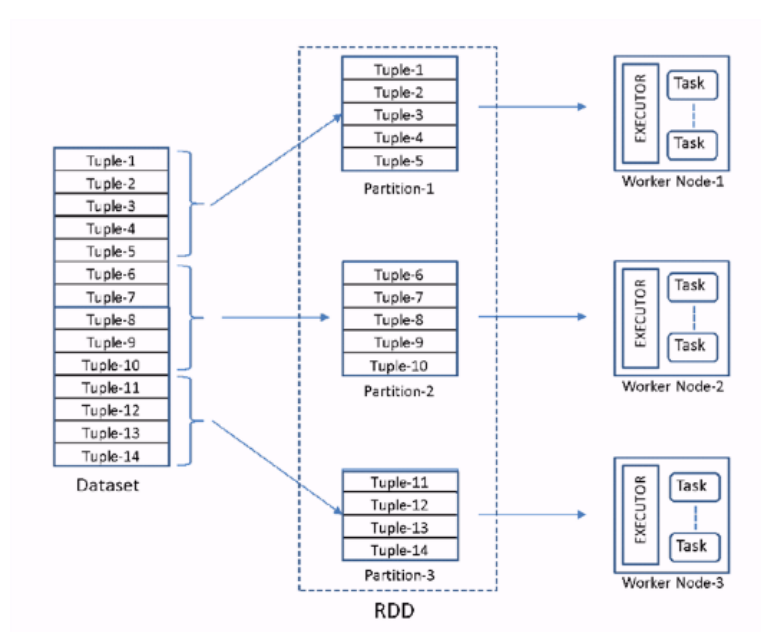 Tuple-1
Tuple-2
Tuple-3
Tuple-4
Tuple-5
Tuple-6
Tuple-7
Tuple-8
Tuple-9
Tuple-10
Tuple-11
Tuple-12
Tuple-13
Tuple-14
Dataset
Tuple-1
Tuple-2
Tuple-3
Tuple-4
Tuple-5
Partition-1
Tuple-6
Tuple-7
Tuple-8
Tuple-9
Tuple-10
Partition-2
Tuple-11
Tuple-12
Tuple-13
Tuple-14
Partition-3
RDD
EXECUTOR
Task
Task
Worker Node-1
EXECUTOR
Task
Task
Worker Node-2
EXECUTOR
Task
Task
Worker Node-3